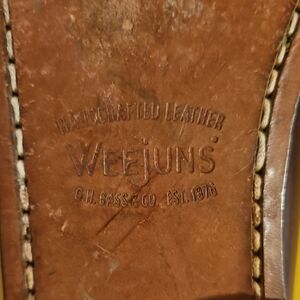 HANDCRAFTED LEATHER
WEEJUNS®
G.H. BASS & CO. EST. 1876